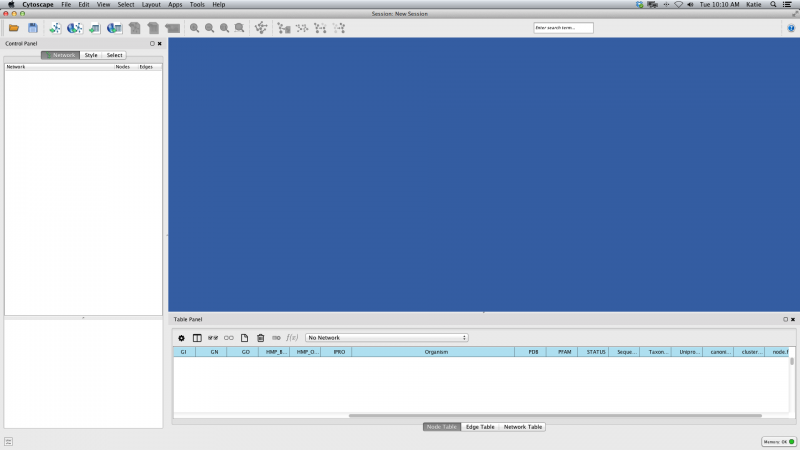 Cytoscape File Edit View Select Layout Apps Tools Help Tue 10:10 AM Katie
Session: New Session
Enter search term...
Control Panel
Network Style Select
Network Nodes Edges
Table Panel
f(x) No Network
GI GN GO HMP_B... HMP_O... IPRO Organism PDB PFAM STATUS Seque... Taxon... Unipro... canoni... cluster... node.f
Node Table Edge Table Network Table
Memory: OK